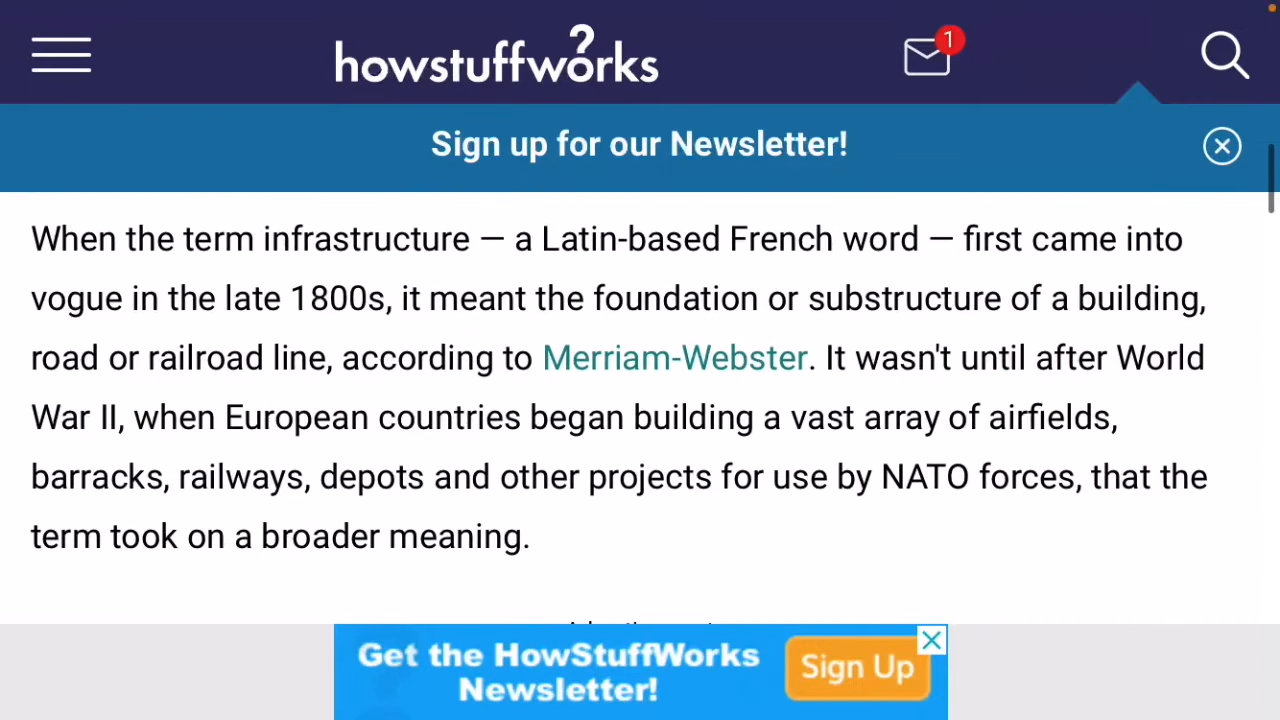 howstuffworks
1
Sign up for our Newsletter!
When the term infrastructure — a Latin-based French word — first came into
vogue in the late 1800s, it meant the foundation or substructure of a building,
road or railroad line, according to Merriam-Webster. It wasn't until after World
War II, when European countries began building a vast array of airfields,
barracks, railways, depots and other projects for use by NATO forces, that the
term took on a broader meaning.
Get the HowStuffWorks
Newsletter!
Sign Up